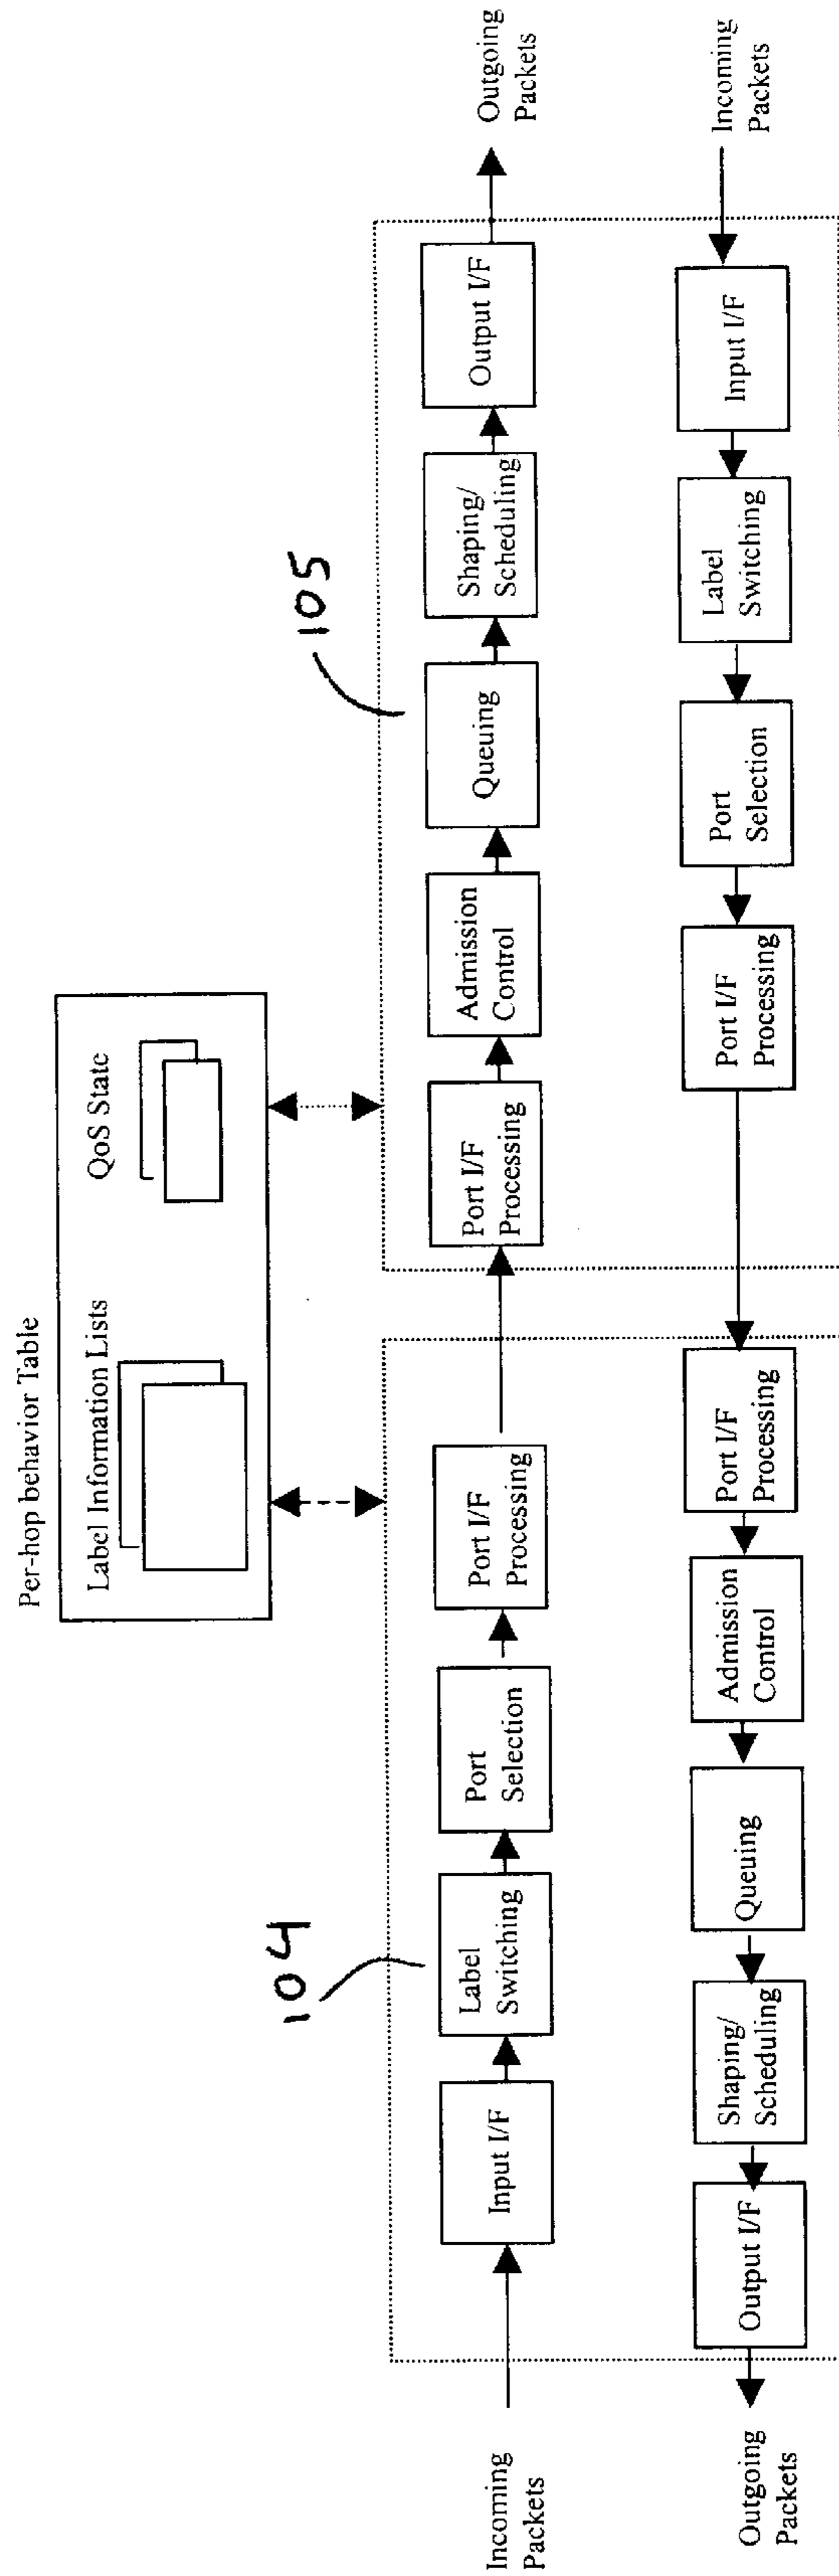 Per-hop behavior Table
Label Information Lists
QoS State
104
105
Incoming
Packets
Input I/F
Label
Switching
Port
Selection
Port I/F
Processing
Port I/F
Processing
Admission
Control
Queuing
Shaping/
Scheduling
Output I/F
Outgoing
Packets
Outgoing
Packets
Output I/F
Shaping/
Scheduling
Queuing
Admission
Control
Port I/F
Processing
Port I/F
Processing
Port
Selection
Label
Switching
Input I/F
Incoming
Packets